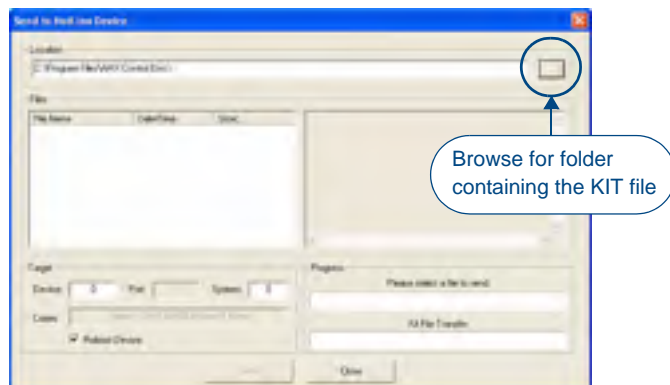 Send to NetLinx Device
Location
Files
File Name Date/Time Size
Browse for folder
containing the KIT file
Target Progress
Device 0 Port System
Please select a file to send.
Kit File Transfer
Reboot Device
Close